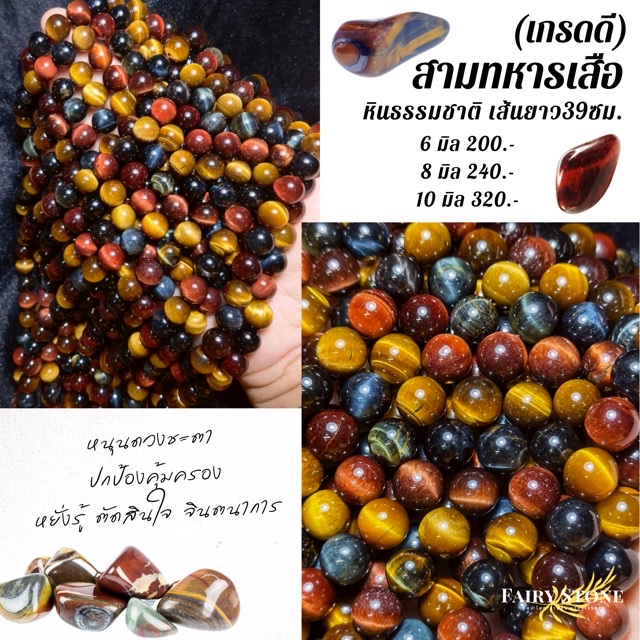 (เกรดดี)
สามทหารเสือ
หินธรรมชาติ เส้นยาว39ซม.
6 มิล 200.-
8 มิล 240.-
10 มิล 320.-
หนุนดวงชะตา
ปกป้องคุ้มครอง
หยั่งรู้ ตัดสินใจ จินตนาการ
FAIRY STONE